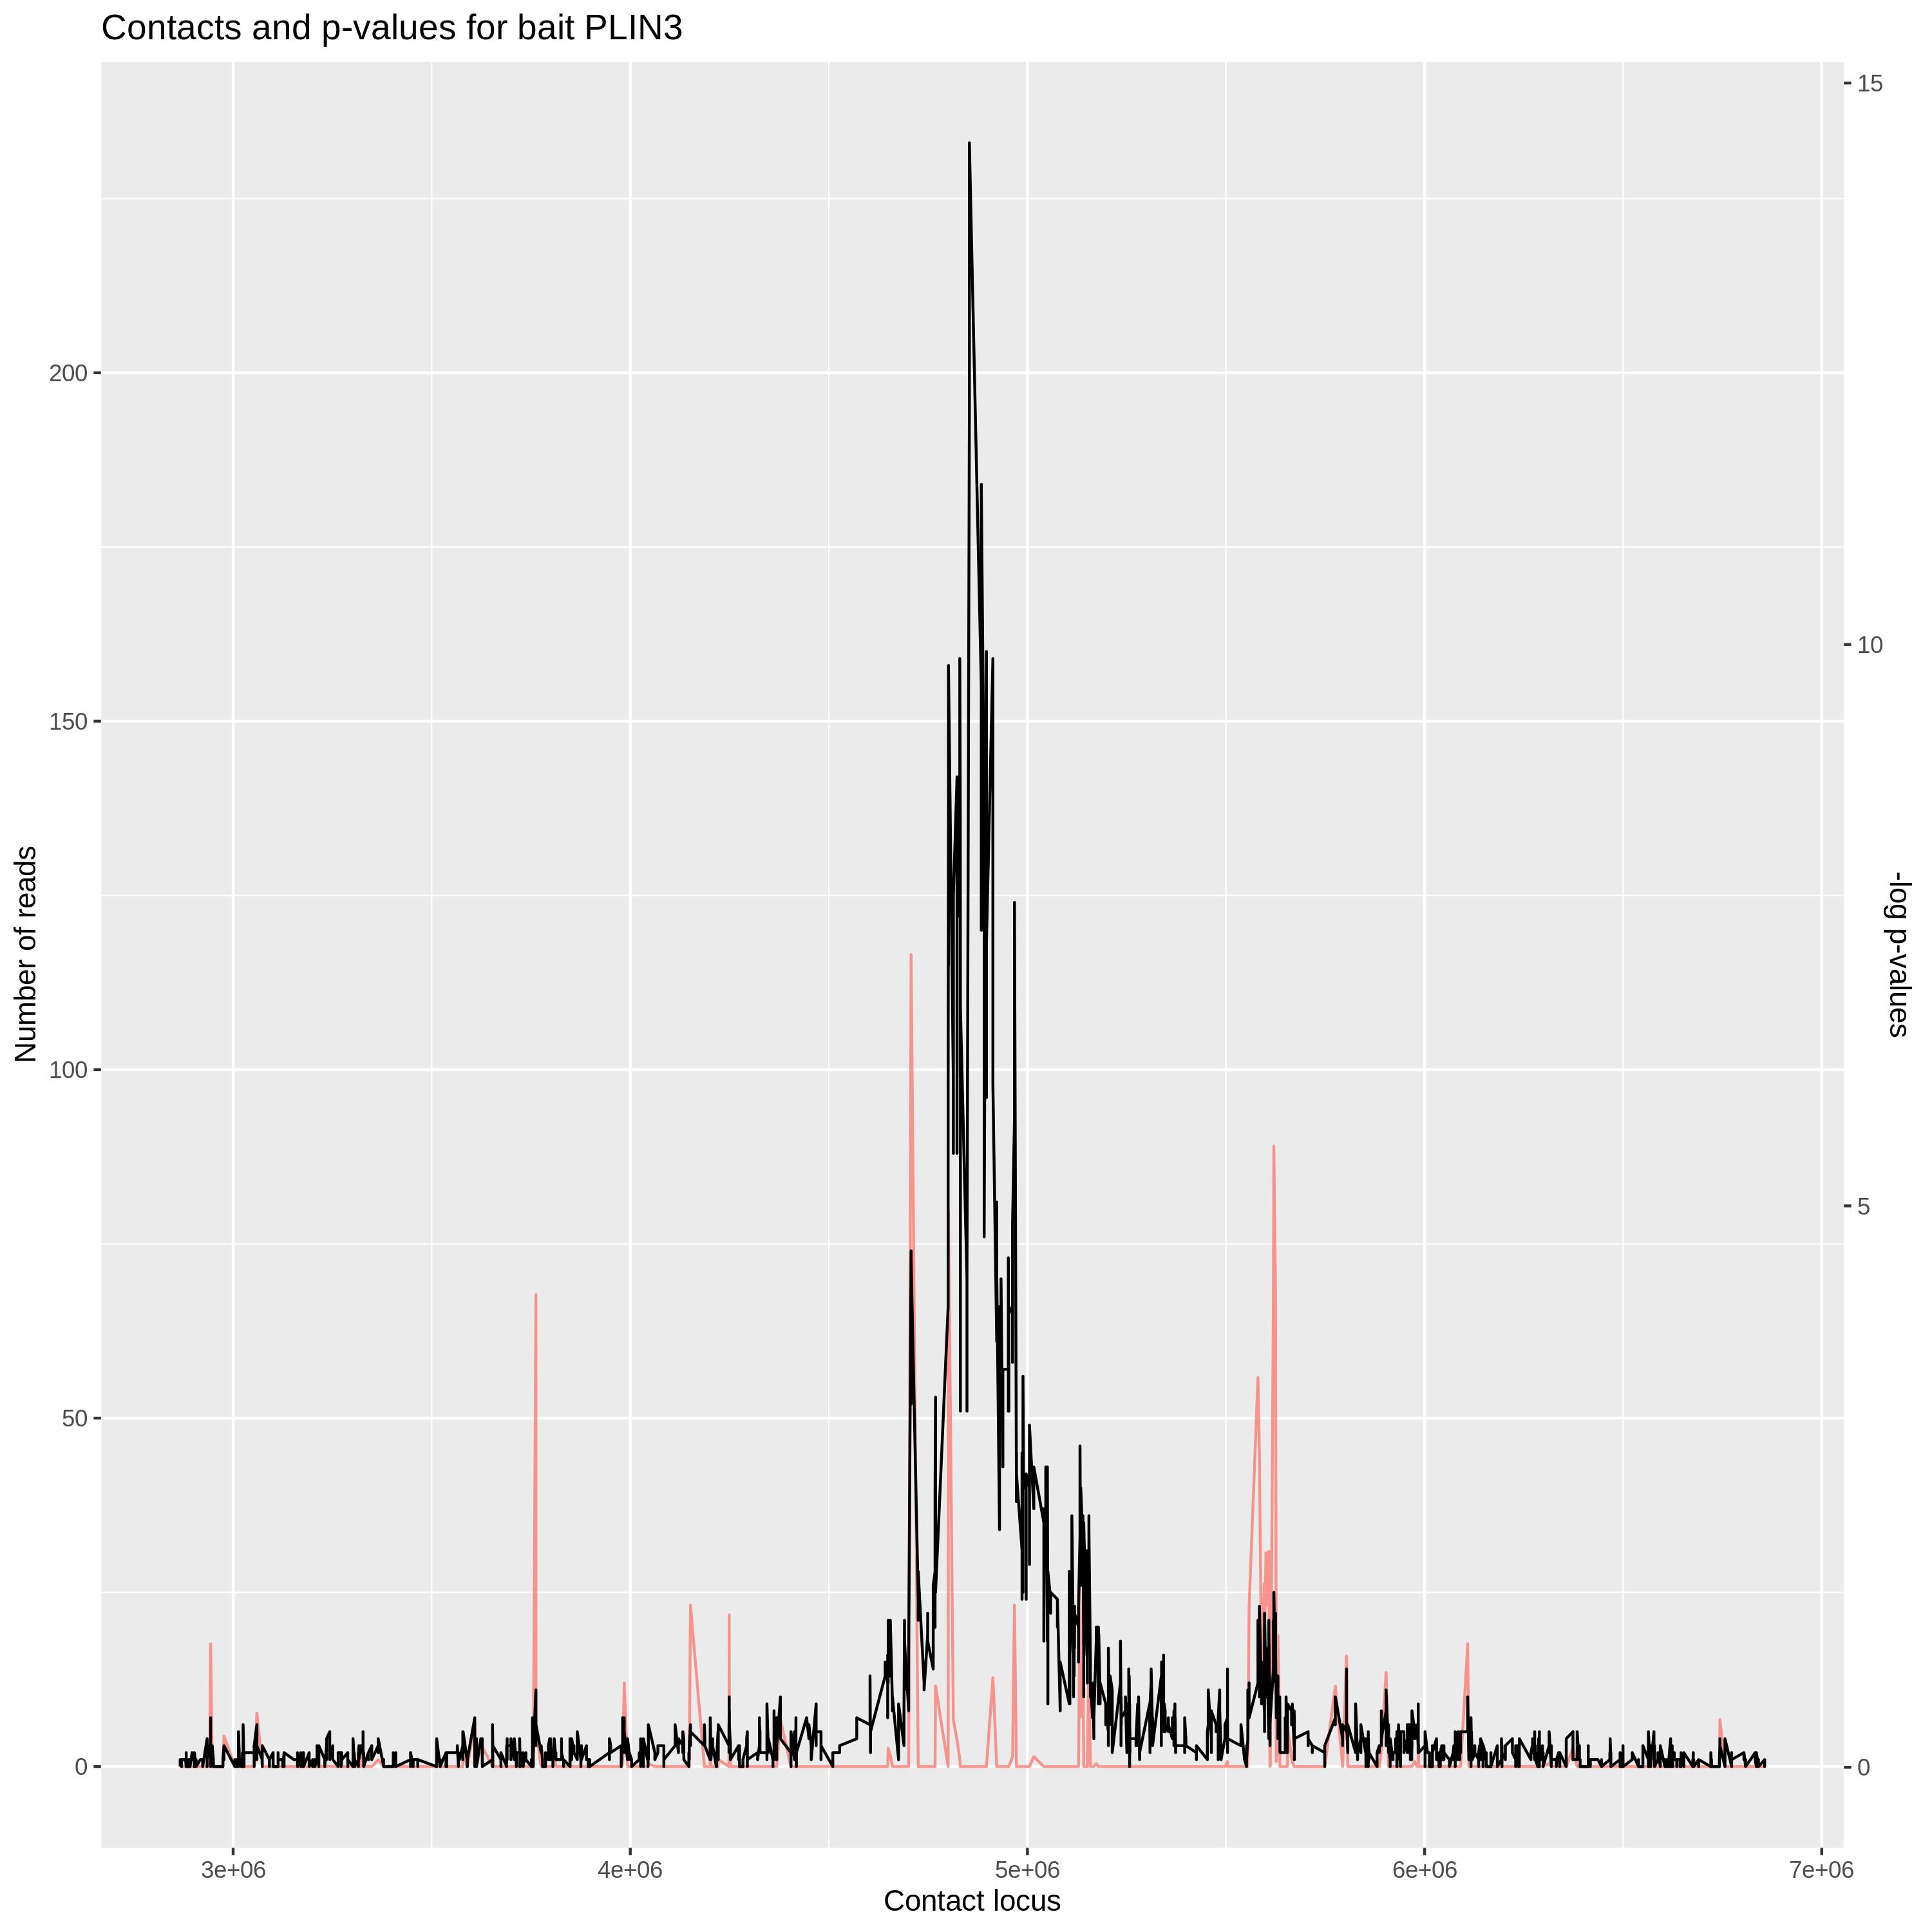 Contacts and p-values for bait PLIN3
Number of reads
200
150
100
50
0
15
10
5
0
-log p-values
3e+06
4e+06
5e+06
6e+06
7e+06
Contact locus